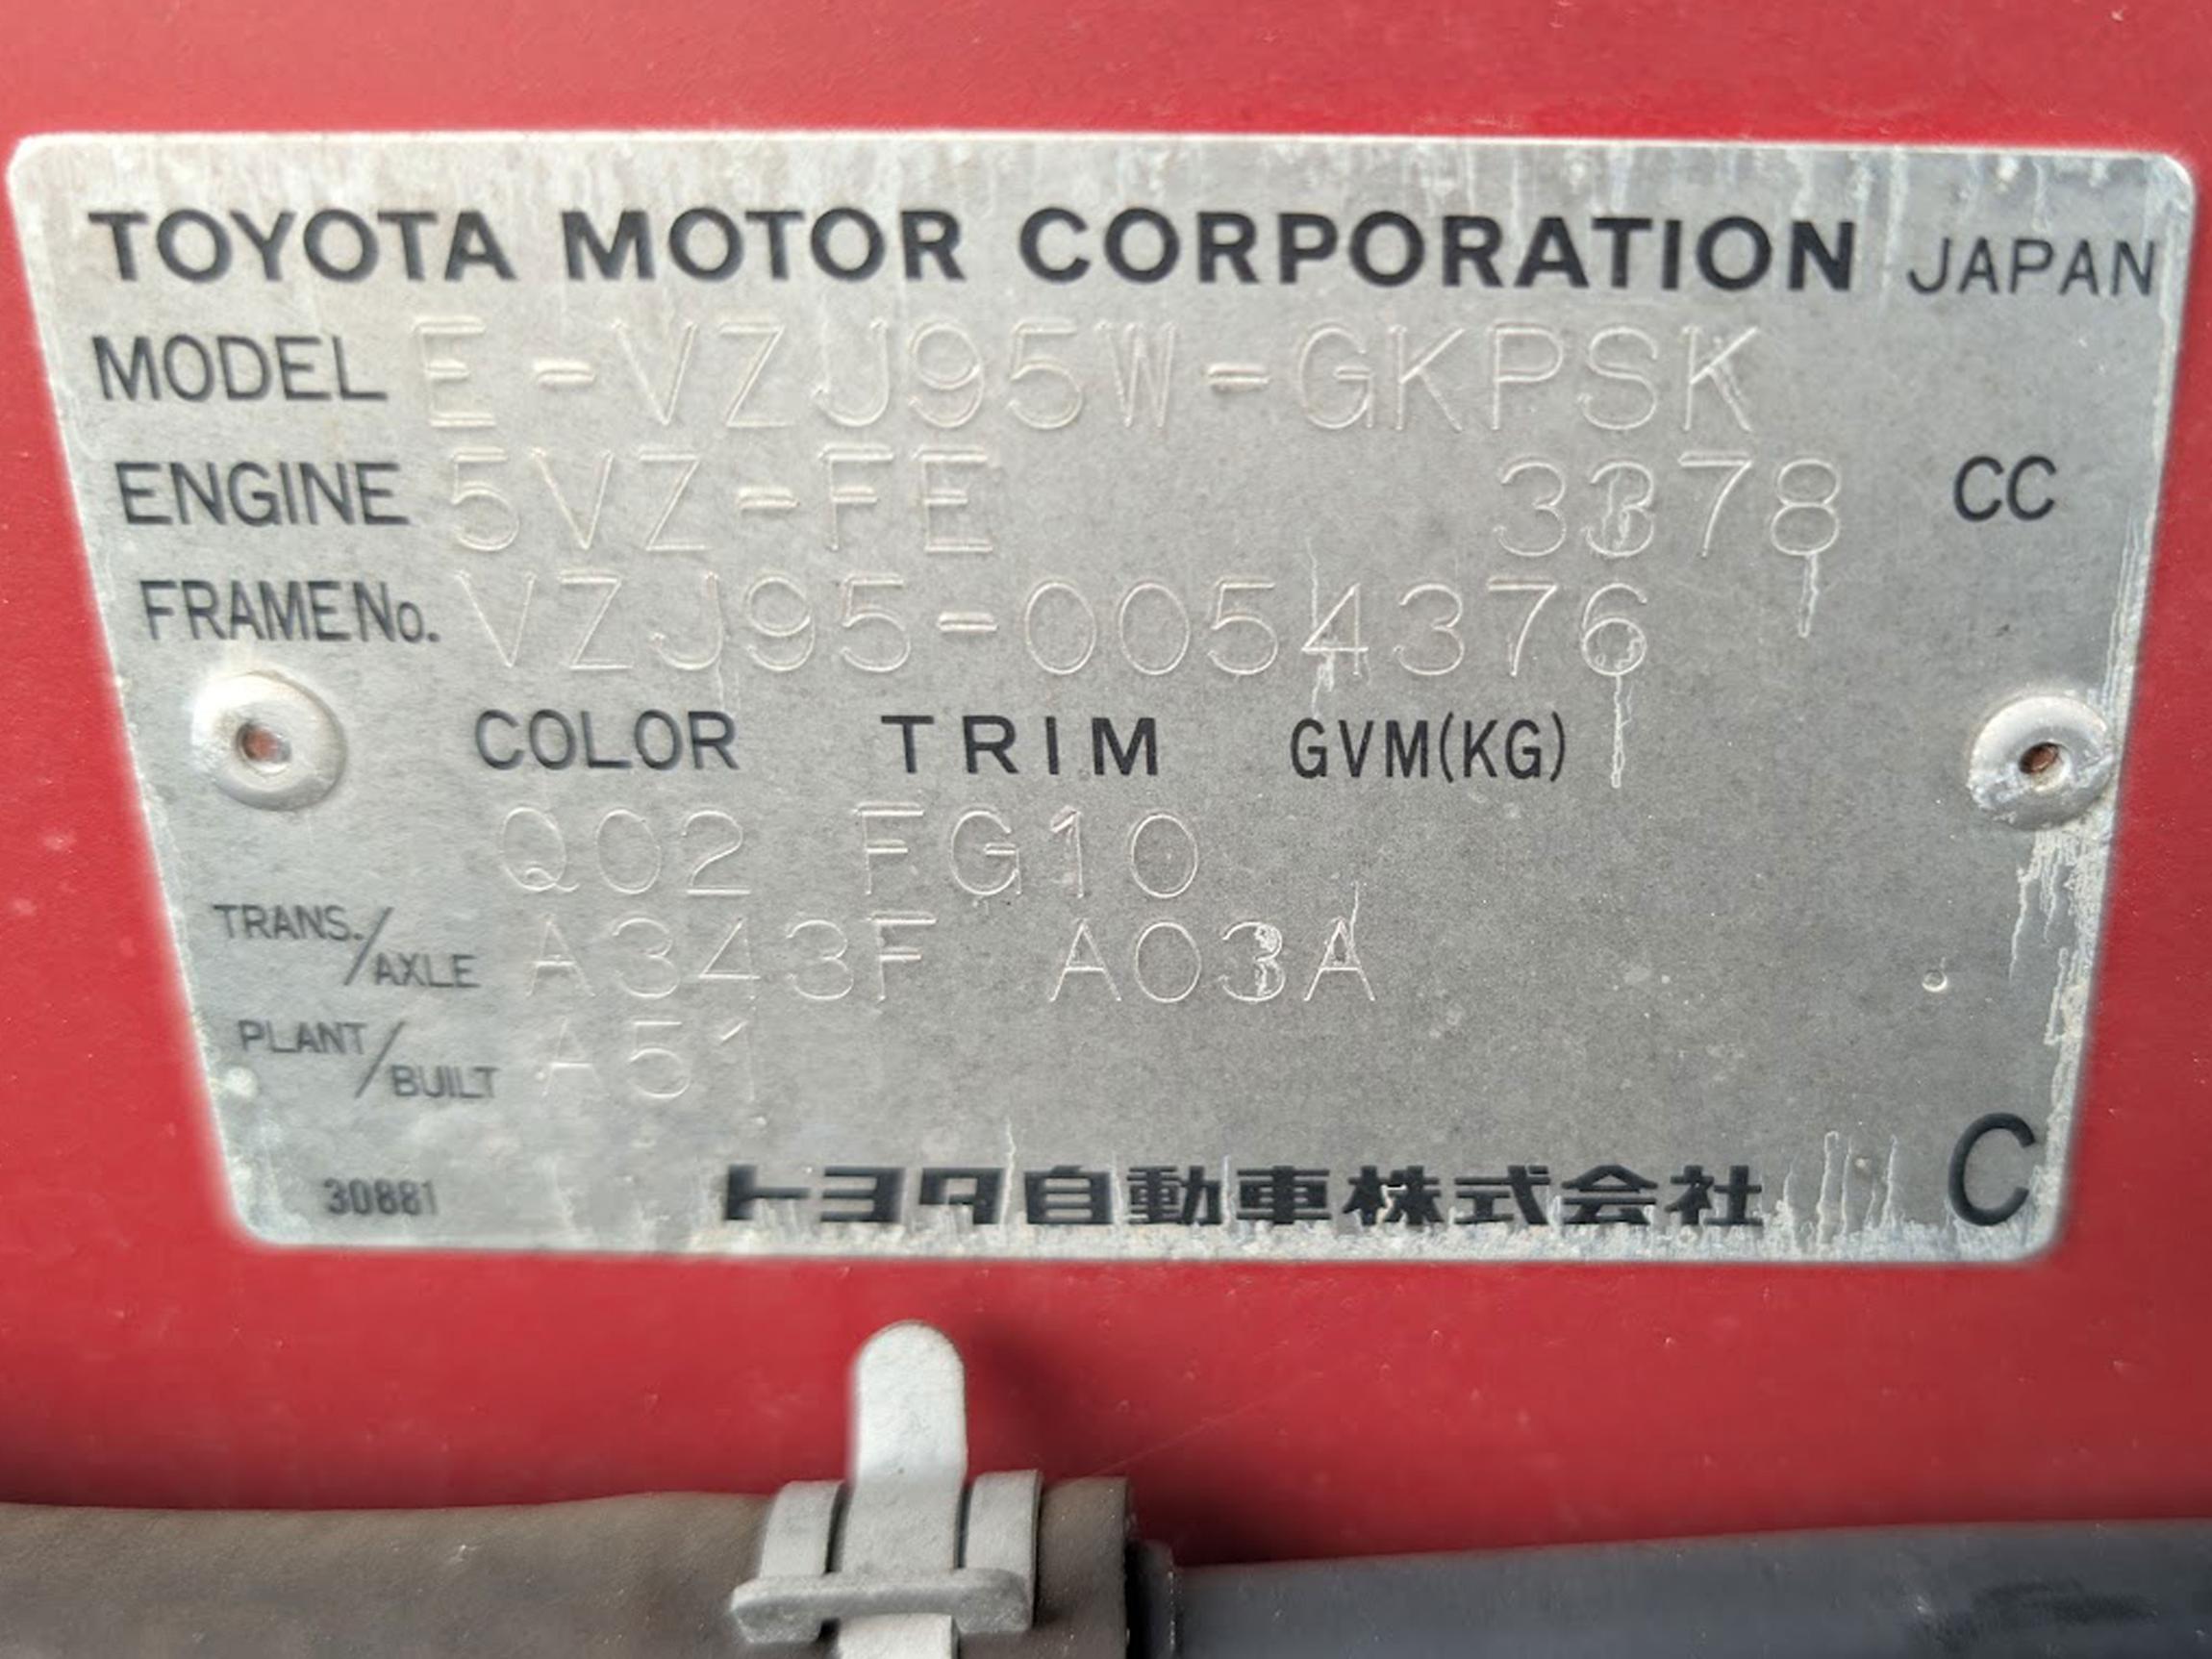 TOYOTA MOTOR CORPORATION JAPAN
MODEL E-VZJ95W-GKPSK
ENGINE 5VZ-FE 3378 CC
FRAME No. VZJ95-0054376
COLOR TRIM GVM(KG)
Q02 FG10
TRANS./AXLE A343F A03A
PLANT/BUILT A51
30881 トヨタ自動車株式会社 C